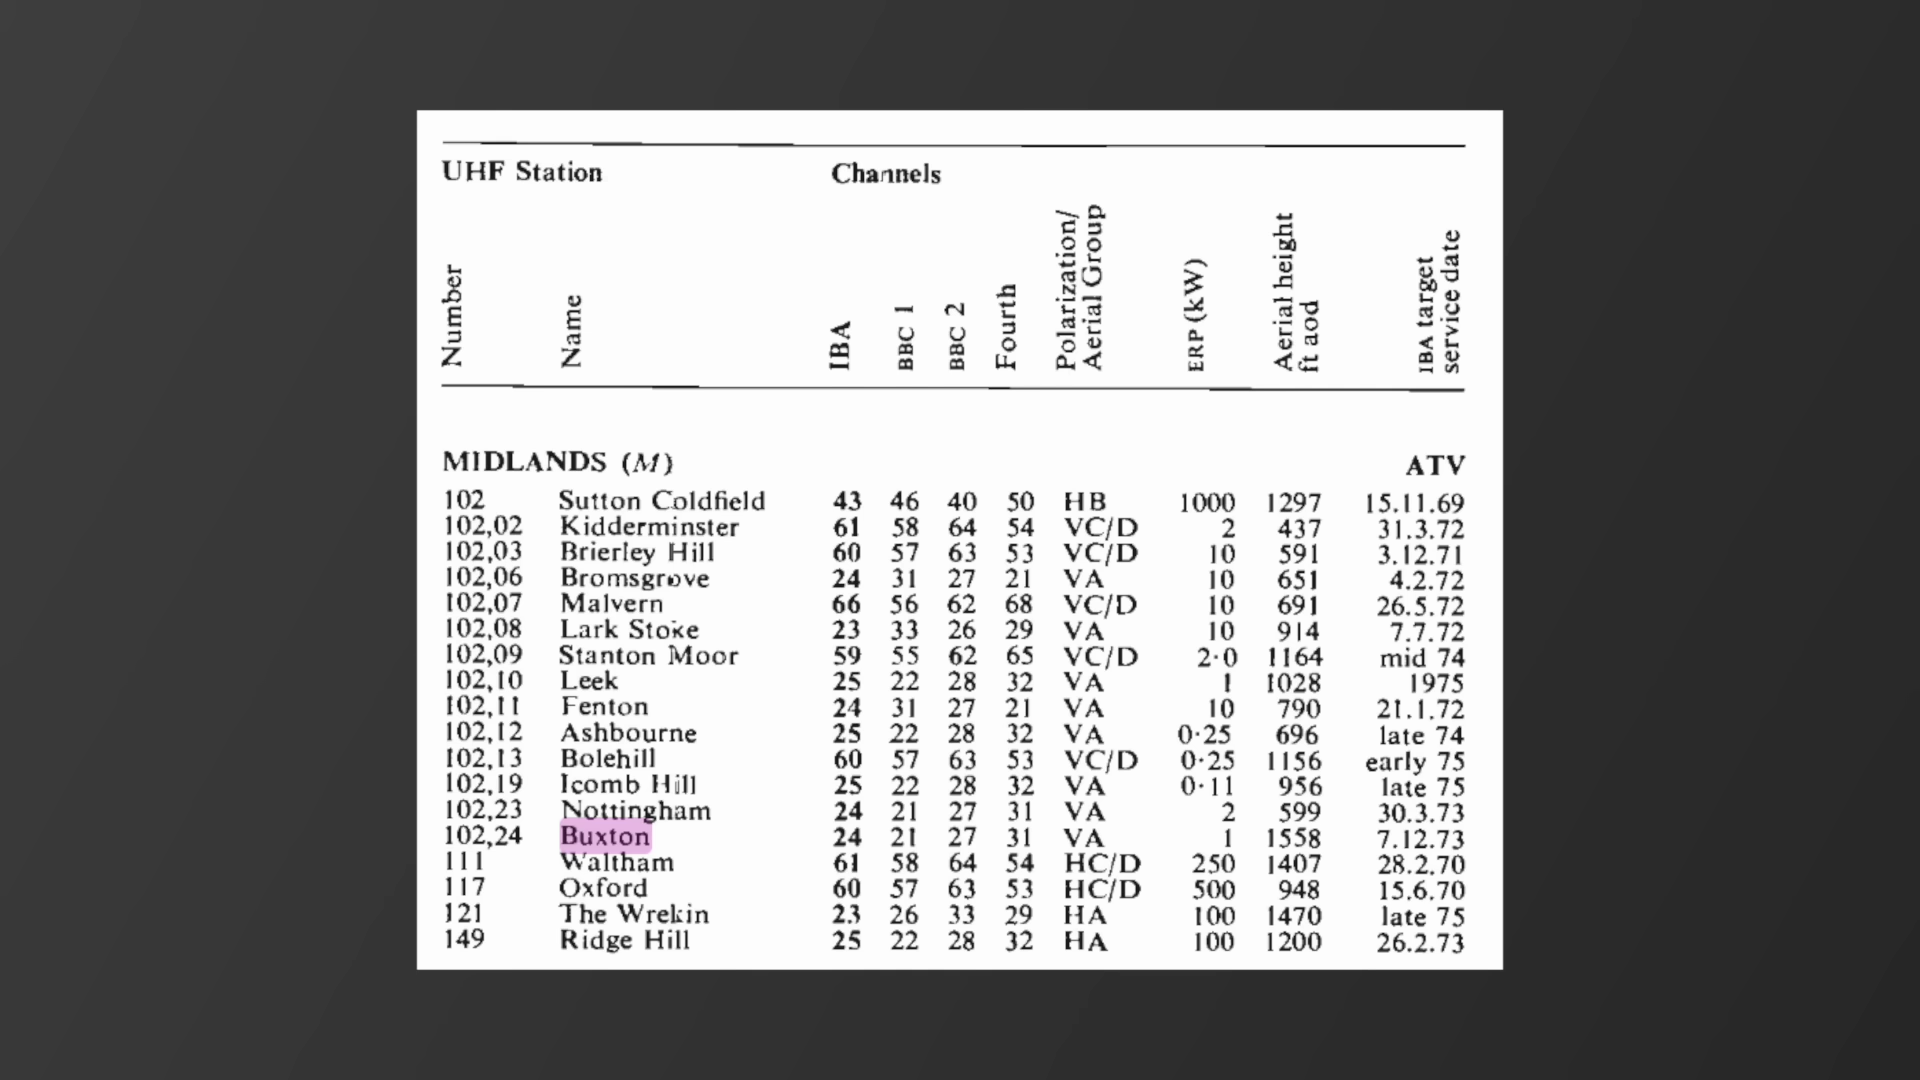 UHF Station Channels
Number Name IBA BBC 1 BBC 2 Fourth Polarization/ Aerial Group ERP (kW) Aerial height ft aod IBA target service date
MIDLANDS (M) ATV
102 Sutton Coldfield 43 46 40 50 HB 1000 1297 15.11.69
102,02 Kidderminster 61 58 64 54 VC/D 2 437 31.3.72
102,03 Brierley Hill 60 57 63 53 VC/D 10 591 3.12.71
102,06 Bromsgrove 24 31 27 21 VA 10 651 4.2.72
102,07 Malvern 66 56 62 68 VC/D 10 691 26.5.72
102,08 Lark Stoke 23 33 26 29 VA 10 914 7.7.72
102,09 Stanton Moor 59 55 62 65 VC/D 2·0 1164 mid 74
102,10 Leek 25 22 28 32 VA 1 1028 1975
102,11 Fenton 24 31 27 21 VA 10 790 21.1.72
102,12 Ashbourne 25 22 28 32 VA 0·25 696 late 74
102,13 Bolehill 60 57 63 53 VC/D 0·25 1156 early 75
102,19 Icomb Hill 25 22 28 32 VA 0·11 956 late 75
102,23 Nottingham 24 21 27 31 VA 2 599 30.3.73
102,24 Buxton 24 21 27 31 VA 1 1558 7.12.73
111 Waltham 61 58 64 54 HC/D 250 1407 28.2.70
117 Oxford 60 57 63 53 HC/D 500 948 15.6.70
121 The Wrekin 23 26 33 29 HA 100 1470 late 75
149 Ridge Hill 25 22 28 32 HA 100 1200 26.2.73